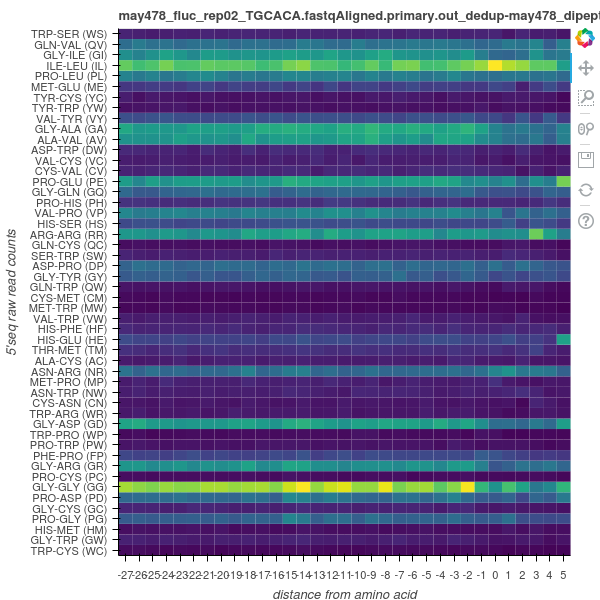 may478_fluc_rep02_TGCACA.fastqAligned.primary.out_dedup-may478_dipept
TRP-SER (WS)
GLN-VAL (QV)
GLY-ILE (GI)
ILE-LEU (IL)
PRO-LEU (PL)
MET-GLU (ME)
TYR-CYS (YC)
TYR-TRP (YW)
VAL-TYR (VY)
GLY-ALA (GA)
ALA-VAL (AV)
ASP-TRP (DW)
VAL-CYS (VC)
CYS-VAL (CV)
PRO-GLU (PE)
GLY-GLN (GQ)
PRO-HIS (PH)
VAL-PRO (VP)
HIS-SER (HS)
ARG-ARG (RR)
GLN-CYS (QC)
SER-TRP (SW)
ASP-PRO (DP)
GLY-TYR (GY)
GLN-TRP (QW)
CYS-MET (CM)
MET-TRP (MW)
VAL-TRP (VW)
HIS-PHE (HF)
HIS-GLU (HE)
THR-MET (TM)
ALA-CYS (AC)
ASN-ARG (NR)
MET-PRO (MP)
ASN-TRP (NW)
CYS-ASN (CN)
TRP-ARG (WR)
GLY-ASP (GD)
TRP-PRO (WP)
PRO-TRP (PW)
PHE-PRO (FP)
GLY-ARG (GR)
PRO-CYS (PC)
GLY-GLY (GG)
PRO-ASP (PD)
GLY-CYS (GC)
PRO-GLY (PG)
HIS-MET (HM)
GLY-TRP (GW)
TRP-CYS (WC)
5'seq raw read counts
-27-26-25-24-23-22-21-20-19-18-17-16-15-14-13-12-11-10-9 -8 -7 -6 -5 -4 -3 -2 -1 0 1 2 3 4 5
distance from amino acid